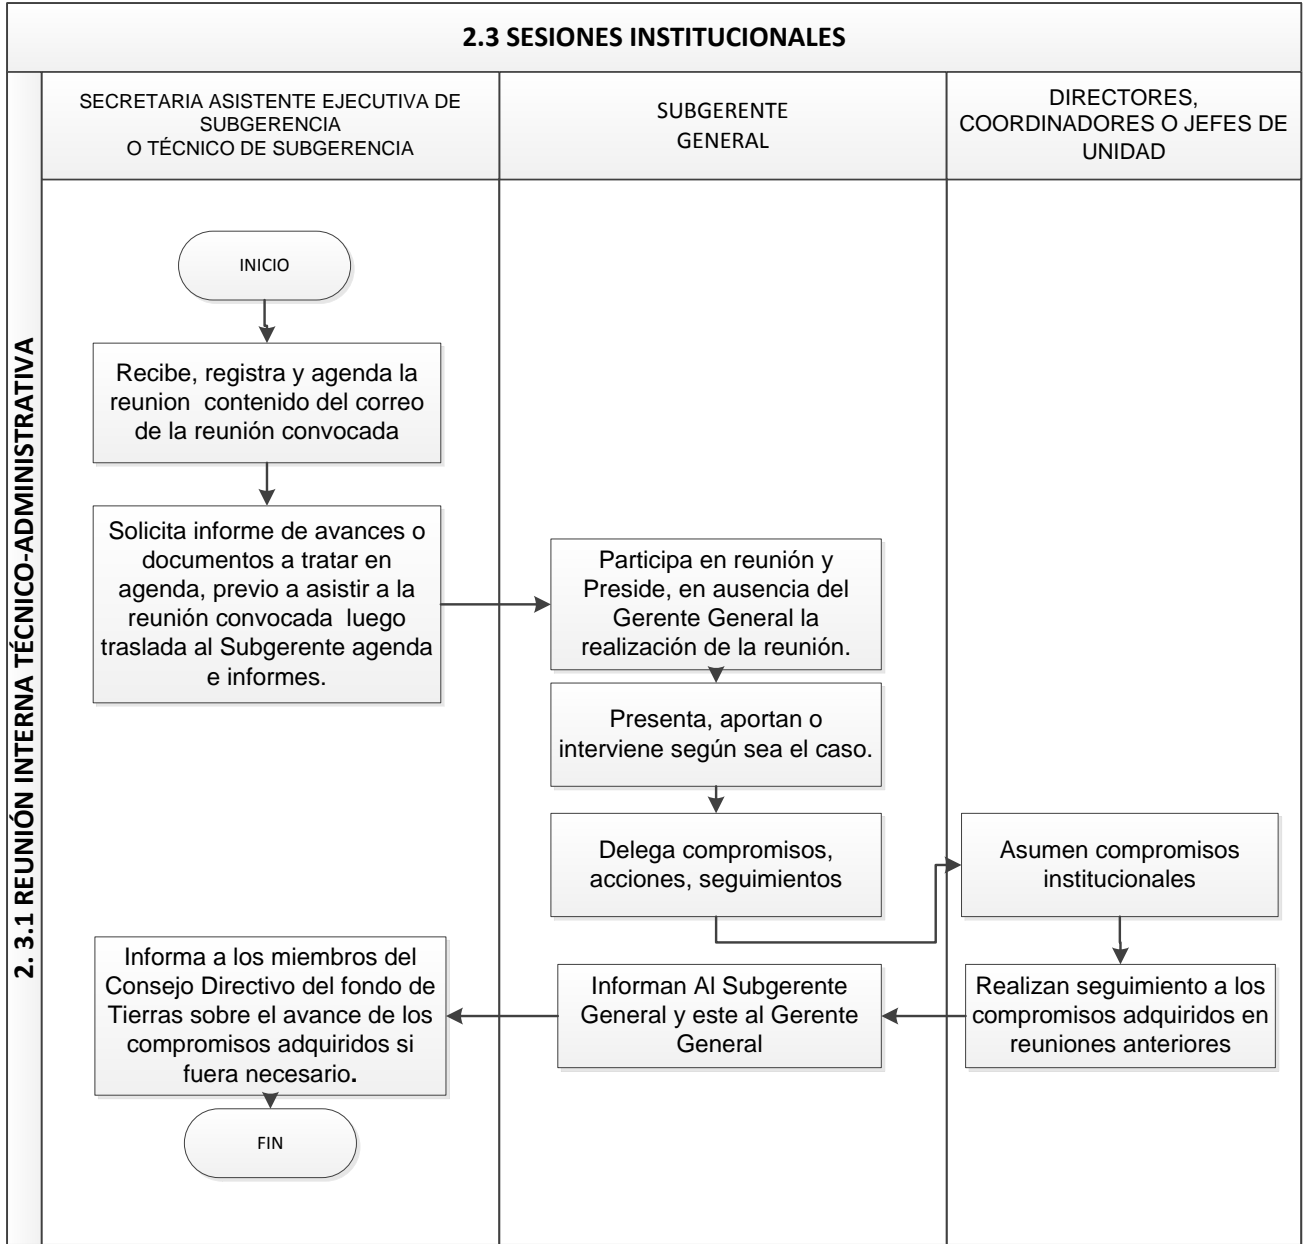 2.3 SESIONES INSTITUCIONALES
2. 3.1 REUNIÓN INTERNA TÉCNICO-ADMINISTRATIVA
SECRETARIA ASISTENTE EJECUTIVA DE
SUBGERENCIA
O TÉCNICO DE SUBGERENCIA
SUBGERENTE
GENERAL
DIRECTORES,
COORDINADORES O JEFES DE
UNIDAD
INICIO
Recibe, registra y agenda la
reunion  contenido del correo
de la reunión convocada
Solicita informe de avances o
documentos a tratar en
agenda, previo a asistir a la
reunión convocada  luego
traslada al Subgerente agenda
e informes.
Participa en reunión y
Preside, en ausencia del
Gerente General la
realización de la reunión.
Presenta, aportan o
interviene según sea el caso.
Delega compromisos,
acciones, seguimientos
Asumen compromisos
institucionales
Realizan seguimiento a los
compromisos adquiridos en
reuniones anteriores
Informan Al Subgerente
General y este al Gerente
General
Informa a los miembros del
Consejo Directivo del fondo de
Tierras sobre el avance de los
compromisos adquiridos si
fuera necesario.
FIN